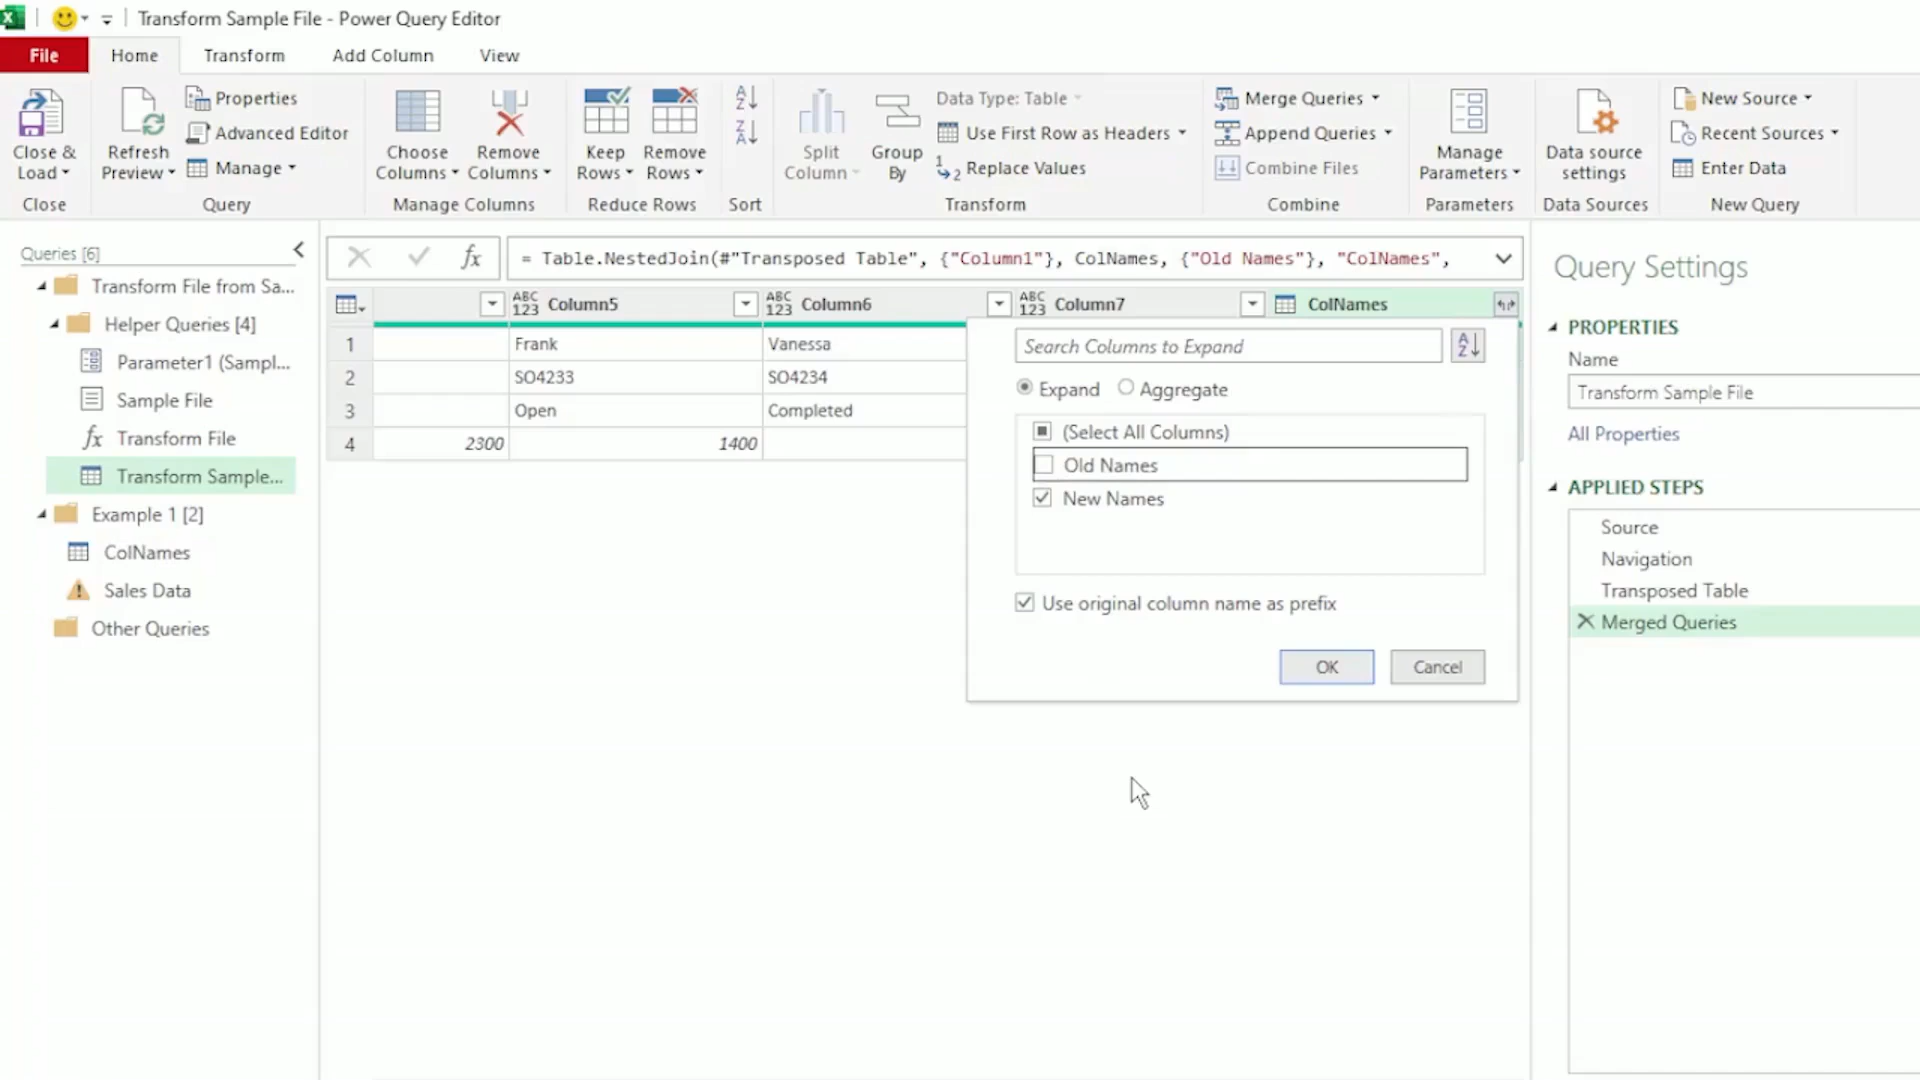 Transform Sample File - Power Query Editor
File
Home
Transform
Add Column
View
Close &
Load
Close
Refresh
Preview
Properties
Advanced Editor
Manage
Query
Choose
Columns
Remove
Columns
Manage Columns
Keep
Rows
Remove
Rows
Reduce Rows
Sort
Split
Column
Group
By
Data Type: Table
Use First Row as Headers
Replace Values
Transform
Merge Queries
Append Queries
Combine Files
Combine
Manage
Parameters
Parameters
Data source
settings
Data Sources
New Source
Recent Sources
Enter Data
New Query
Queries [6]
Transform File from Sa...
Helper Queries [4]
Parameter1 (Sampl...
Sample File
Transform File
Transform Sample...
Example 1 [2]
ColNames
Sales Data
Other Queries
fx
= Table.NestedJoin(#"Transposed Table", {"Column1"}, ColNames, {"Old Names"}, "ColNames",
ABC 123 Column5
ABC 123 Column6
ABC 123 Column7
ColNames
1 Frank Vanessa
2 SO4233 SO4234
3 Open Completed
4 2300 1400
Search Columns to Expand
Expand
Aggregate
(Select All Columns)
Old Names
New Names
Use original column name as prefix
OK
Cancel
Query Settings
PROPERTIES
Name
Transform Sample File
All Properties
APPLIED STEPS
Source
Navigation
Transposed Table
Merged Queries